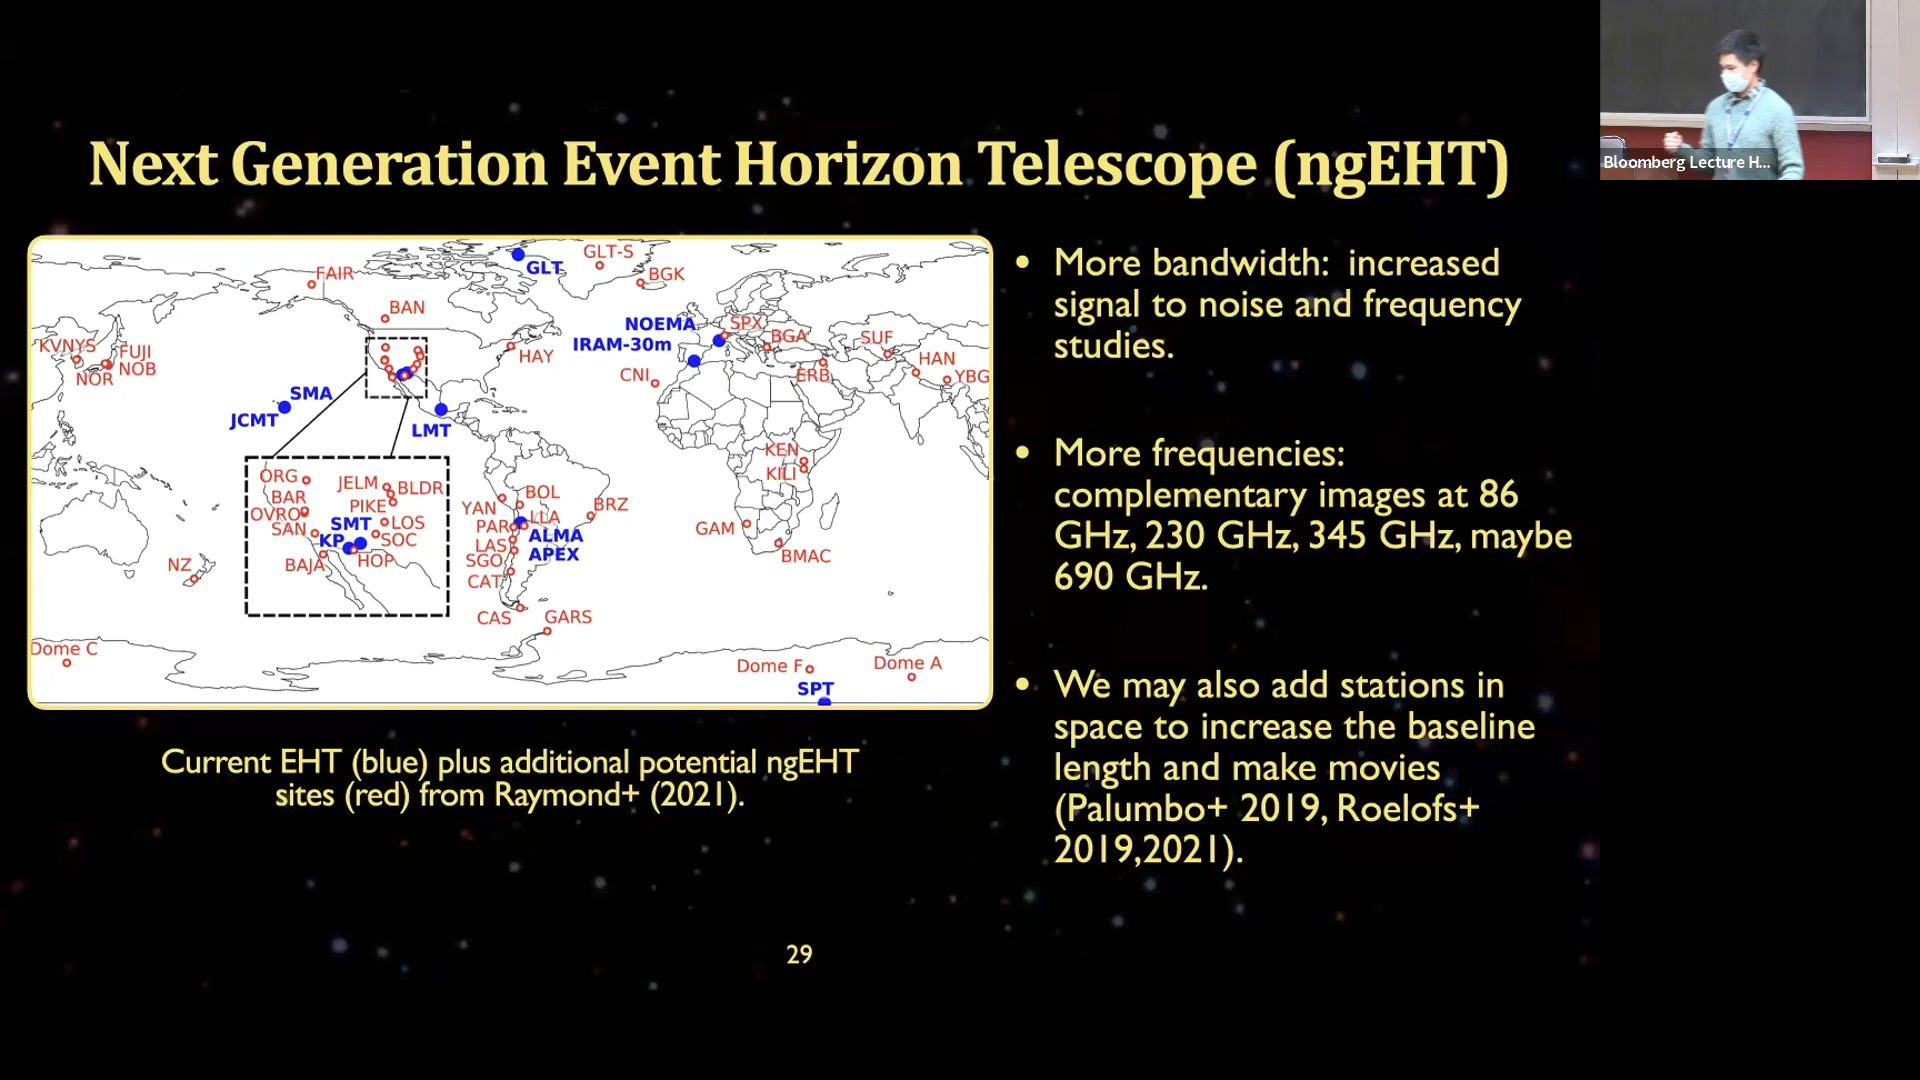 Next Generation Event Horizon Telescope (ngEHT)
Bloomberg Lecture H...
GLT
GLT-S
BGK
FAIR
BAN
HAY
KVNYS
FUJI
NOB
NOR
NOEMA
IRAM-30m
SPX
BGA
SUF
HAN
YBG
CNI
ERB
SMA
JCMT
LMT
KEN
KILI
ORG
JELM
BLDR
BAR
PIKE
OVRO
SMT
LOS
SAN
KP
SOC
BAJA
HOP
YAN
BOL
BRZ
PAR
LLA
ALMA
LAS
APEX
SGO
CAT
GAM
BMAC
NZ
CAS
GARS
Dome C
Dome F
Dome A
SPT
Current EHT (blue) plus additional potential ngEHT
sites (red) from Raymond+ (2021).
• More bandwidth: increased
signal to noise and frequency
studies.
• More frequencies:
complementary images at 86
GHz, 230 GHz, 345 GHz, maybe
690 GHz.
• We may also add stations in
space to increase the baseline
length and make movies
(Palumbo+ 2019, Roelofs+
2019,2021).
29